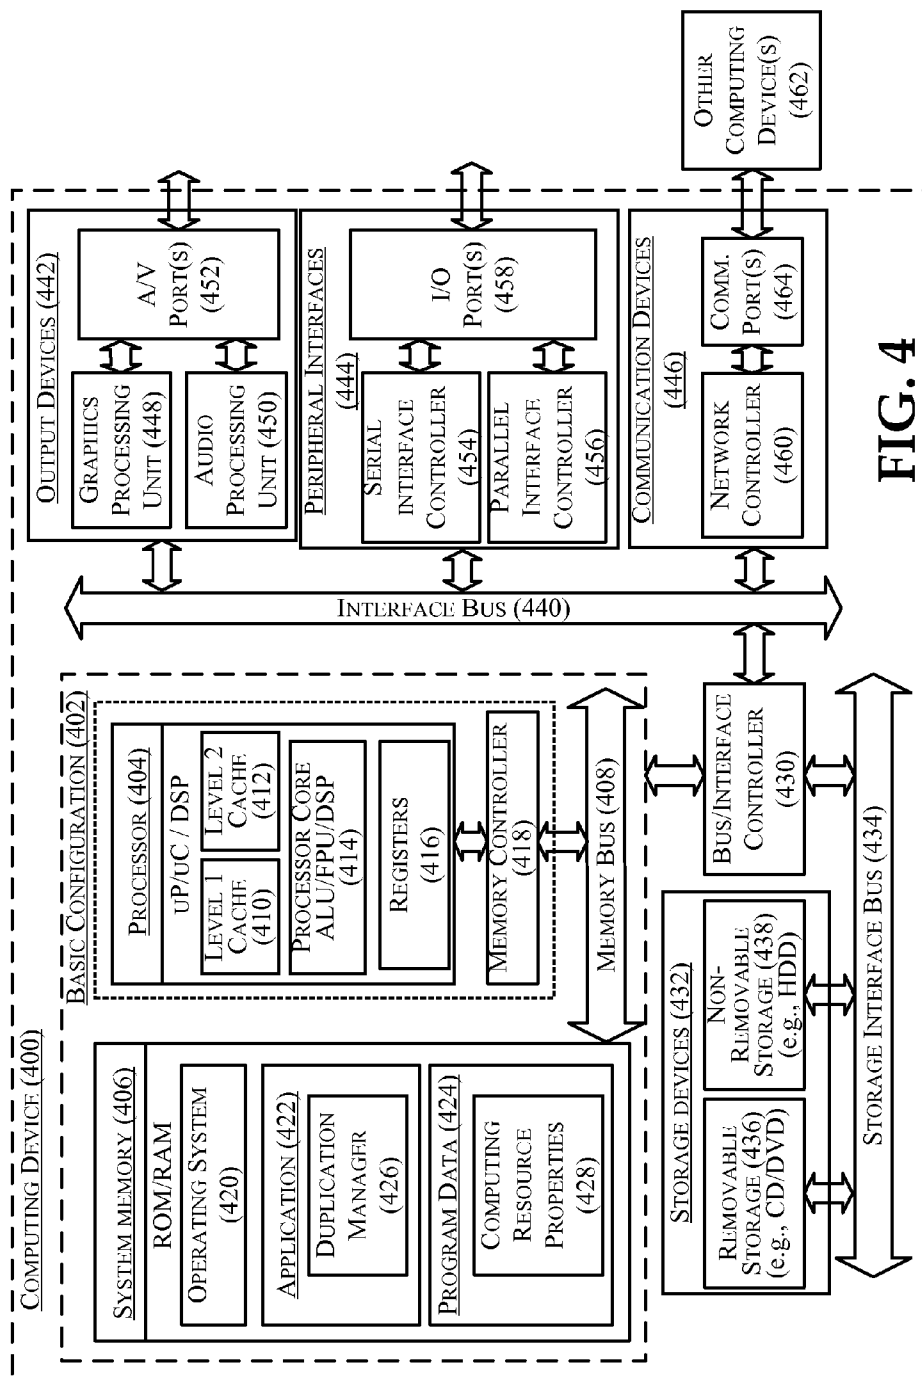 COMPUTING DEVICE (400)
BASIC CONFIGURATION (402)
SYSTEM MEMORY (406)
ROM/RAM
OPERATING SYSTEM
(420)
APPLICATION (422)
DUPLICATION
MANAGER
(426)
PROGRAM DATA (424)
COMPUTING
RESOURCE
PROPERTIES
(428)
PROCESSOR (404)
uP/uC / DSP
LEVEL 1
CACHE
(410)
LEVEL 2
CACHE
(412)
PROCESSOR CORE
ALU/FPU/DSP
(414)
REGISTERS
(416)
MEMORY CONTROLLER
(418)
MEMORY BUS (408)
STORAGE DEVICES (432)
REMOVABLE
STORAGE (436)
(e.g., CD/DVD)
NON-
REMOVABLE
STORAGE (438)
(e.g., HDD)
BUS/INTERFACE
CONTROLLER
(430)
STORAGE INTERFACE BUS (434)
INTERFACE BUS (440)
OUTPUT DEVICES (442)
GRAPHICS
PROCESSING
UNIT (448)
AUDIO
PROCESSING
UNIT (450)
A/V
PORT(S)
(452)
PERIPHERAL INTERFACES
(444)
SERIAL
INTERFACE
CONTROLLER
(454)
PARALLEL
INTERFACE
CONTROLLER
(456)
I/O
PORT(S)
(458)
COMMUNICATION DEVICES
(446)
NETWORK
CONTROLLER
(460)
COMM.
PORT(S)
(464)
OTHER
COMPUTING
DEVICE(S)
(462)
FIG. 4